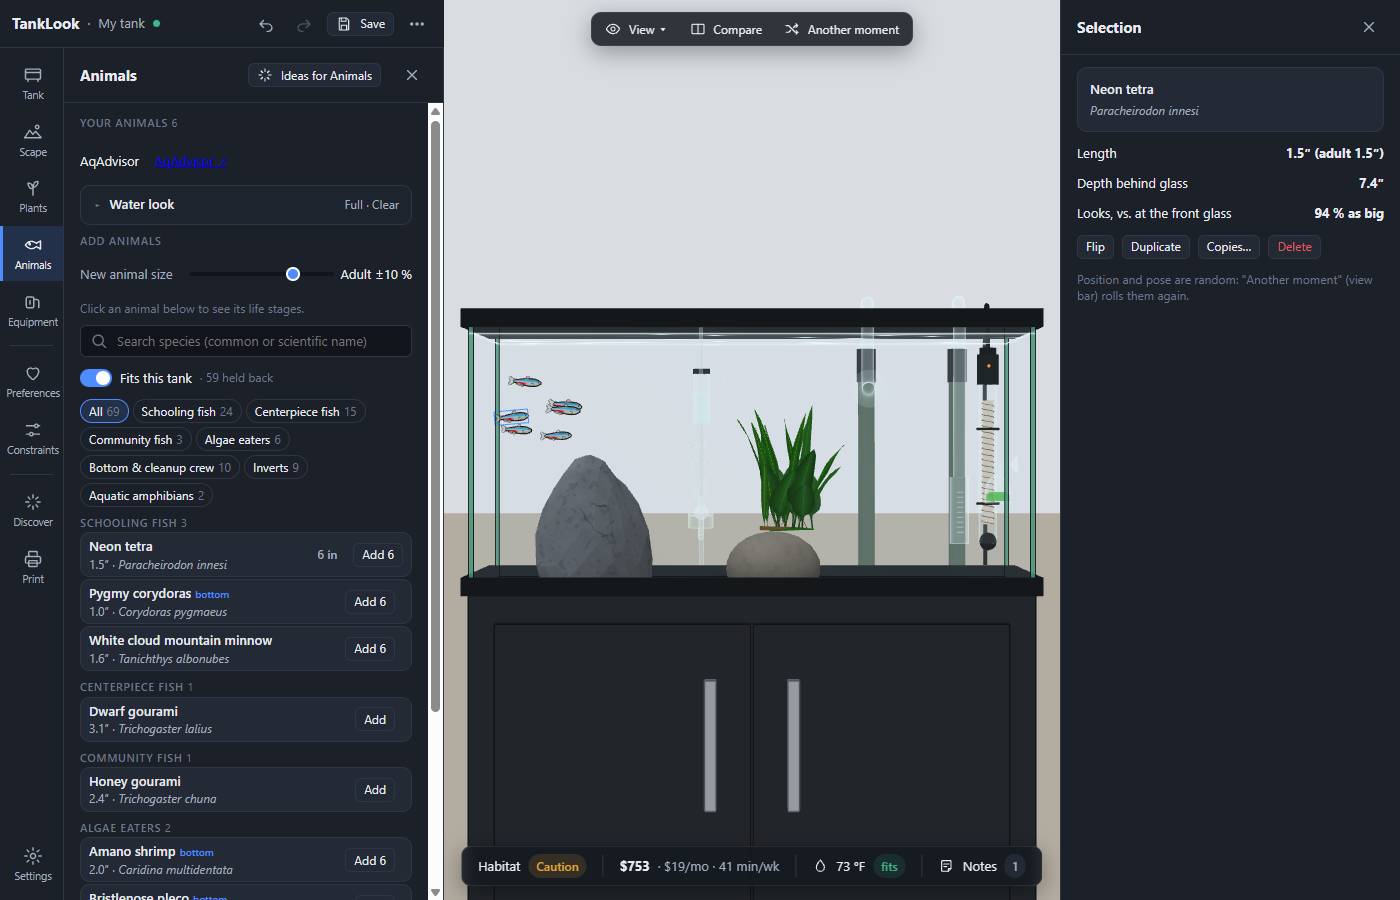 TankLook · My tank
Save
View
Compare
Another moment
Selection
Tank
Scape
Plants
Animals
Equipment
Preferences
Constraints
Discover
Print
Settings
Animals
Ideas for Animals
YOUR ANIMALS 6
AqAdvisor AqAdvisor ↗
Water look Full · Clear
ADD ANIMALS
New animal size Adult ±10 %
Click an animal below to see its life stages.
Search species (common or scientific name)
Fits this tank · 59 held back
All 69 Schooling fish 24 Centerpiece fish 15
Community fish 3 Algae eaters 6
Bottom & cleanup crew 10 Inverts 9
Aquatic amphibians 2
SCHOOLING FISH 3
Neon tetra
1.5″ · Paracheirodon innesi
6 in Add 6
Pygmy corydoras bottom
1.0″ · Corydoras pygmaeus
Add 6
White cloud mountain minnow
1.6″ · Tanichthys albonubes
Add 6
CENTERPIECE FISH 1
Dwarf gourami
3.1″ · Trichogaster lalius
Add
COMMUNITY FISH 1
Honey gourami
2.4″ · Trichogaster chuna
Add
ALGAE EATERS 2
Amano shrimp bottom
2.0″ · Caridina multidentata
Add 6
Bristlenose pleco bottom
Habitat Caution $753 · $19/mo · 41 min/wk 73 °F fits Notes 1
Neon tetra
Paracheirodon innesi
Length 1.5″ (adult 1.5″)
Depth behind glass 7.4″
Looks, vs. at the front glass 94 % as big
Flip Duplicate Copies... Delete
Position and pose are random: "Another moment" (view
bar) rolls them again.